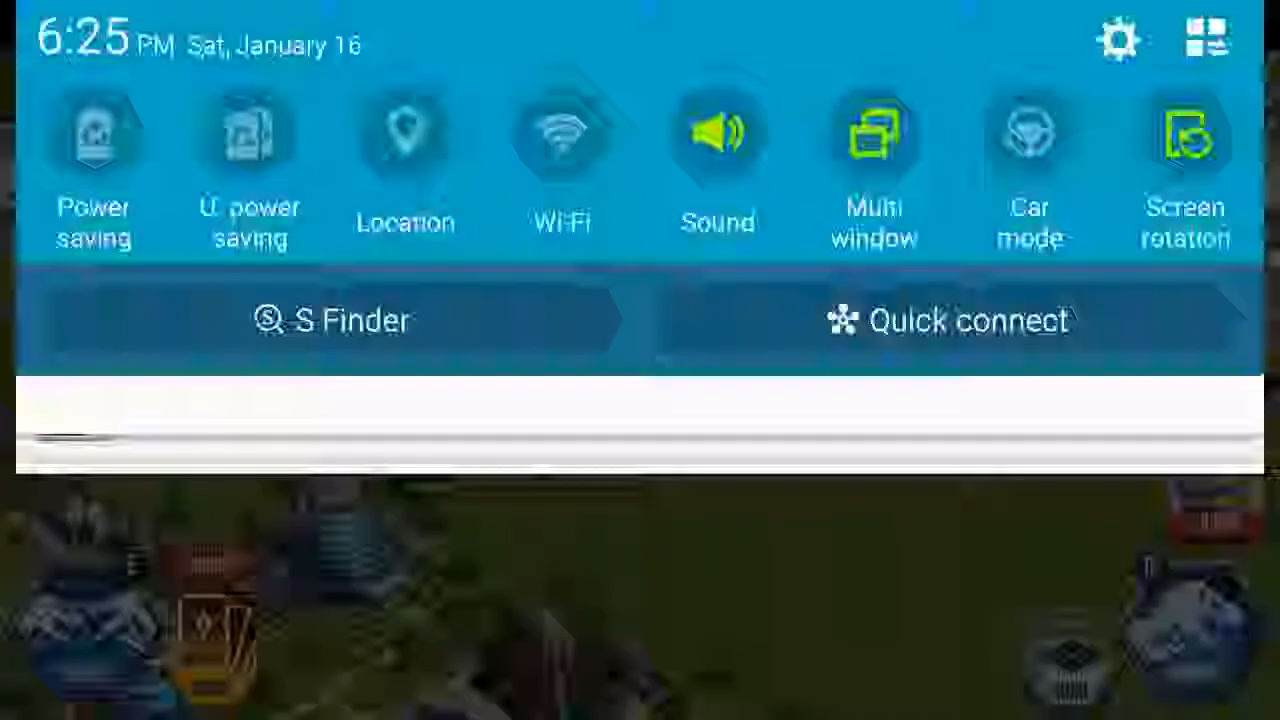 6:25 PM Sat, January 16
Power saving
U. power saving
Location
Wi-Fi
Sound
Multi window
Car mode
Screen rotation
S Finder
Quick connect